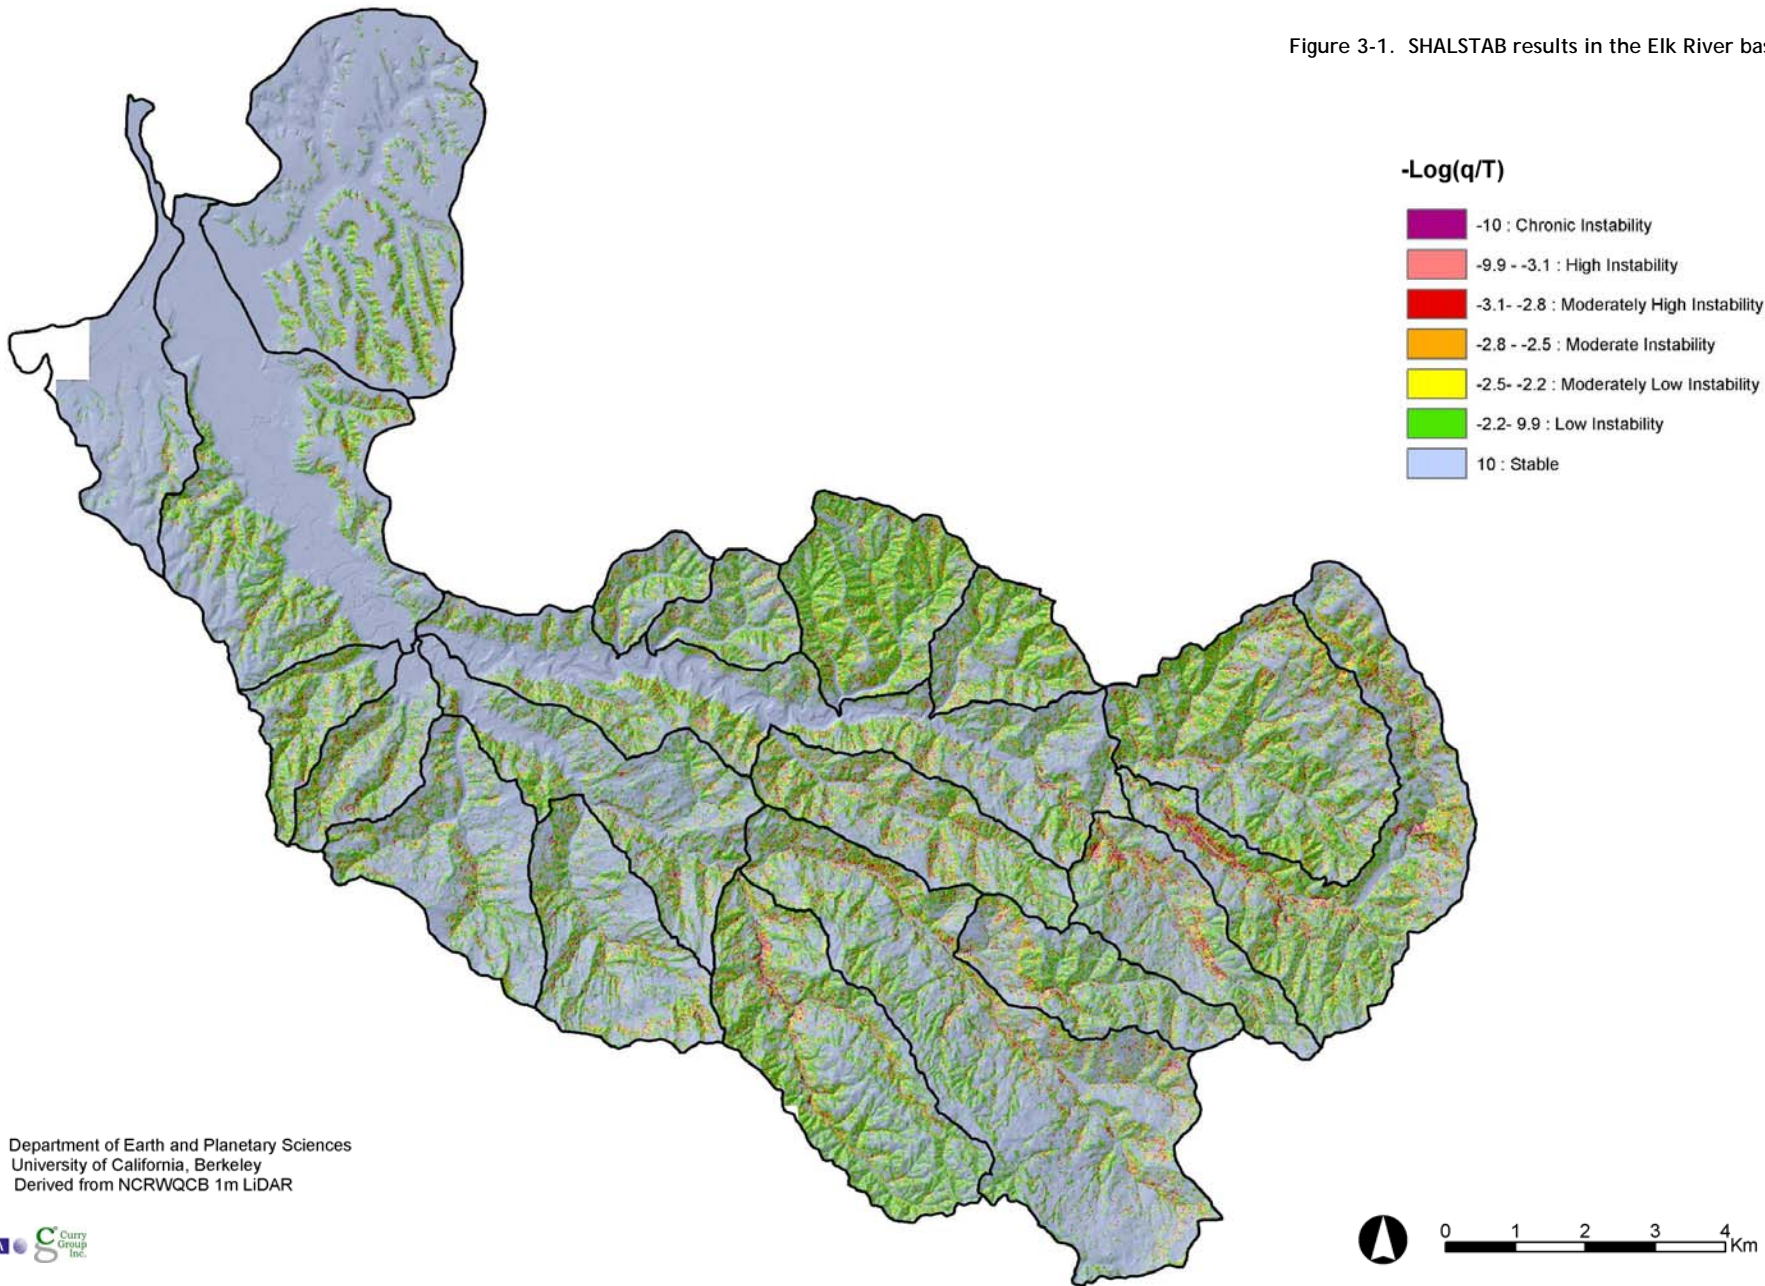 Figure 3-1. SHALSTAB results in the Elk River
-Log(q/T)
-10 : Chronic Instability
-9.9 - -3.1 : High Instability
-3.1- -2.8 : Moderately High Instability
-2.8 - -2.5 : Moderate Instability
-2.5- -2.2 : Moderately Low Instability
-2.2- 9.9 : Low Instability
10 : Stable
Department of Earth and Planetary Sciences
University of California, Berkeley
Derived from NCRWQCB 1m LiDAR
Curry
Group
Inc.
0 1 2 3 4
Km